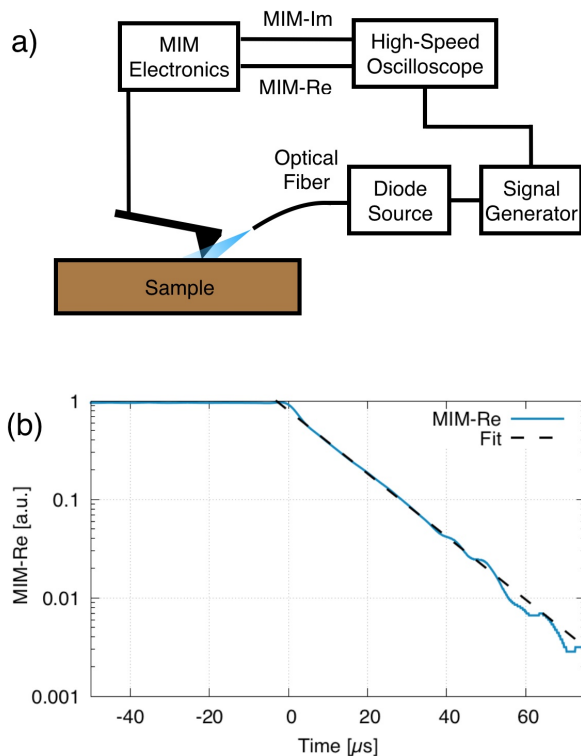 a)
MIM-Im
MIM
Electronics
High-Speed
Oscilloscope
MIM-Re
Optical
Fiber
Diode
Source
Signal
Generator
Sample
(b)
MIM-Re [a.u.]
1
0.1
0.01
0.001
MIM-Re
Fit
-40
-20
0
20
40
60
Time [µs]